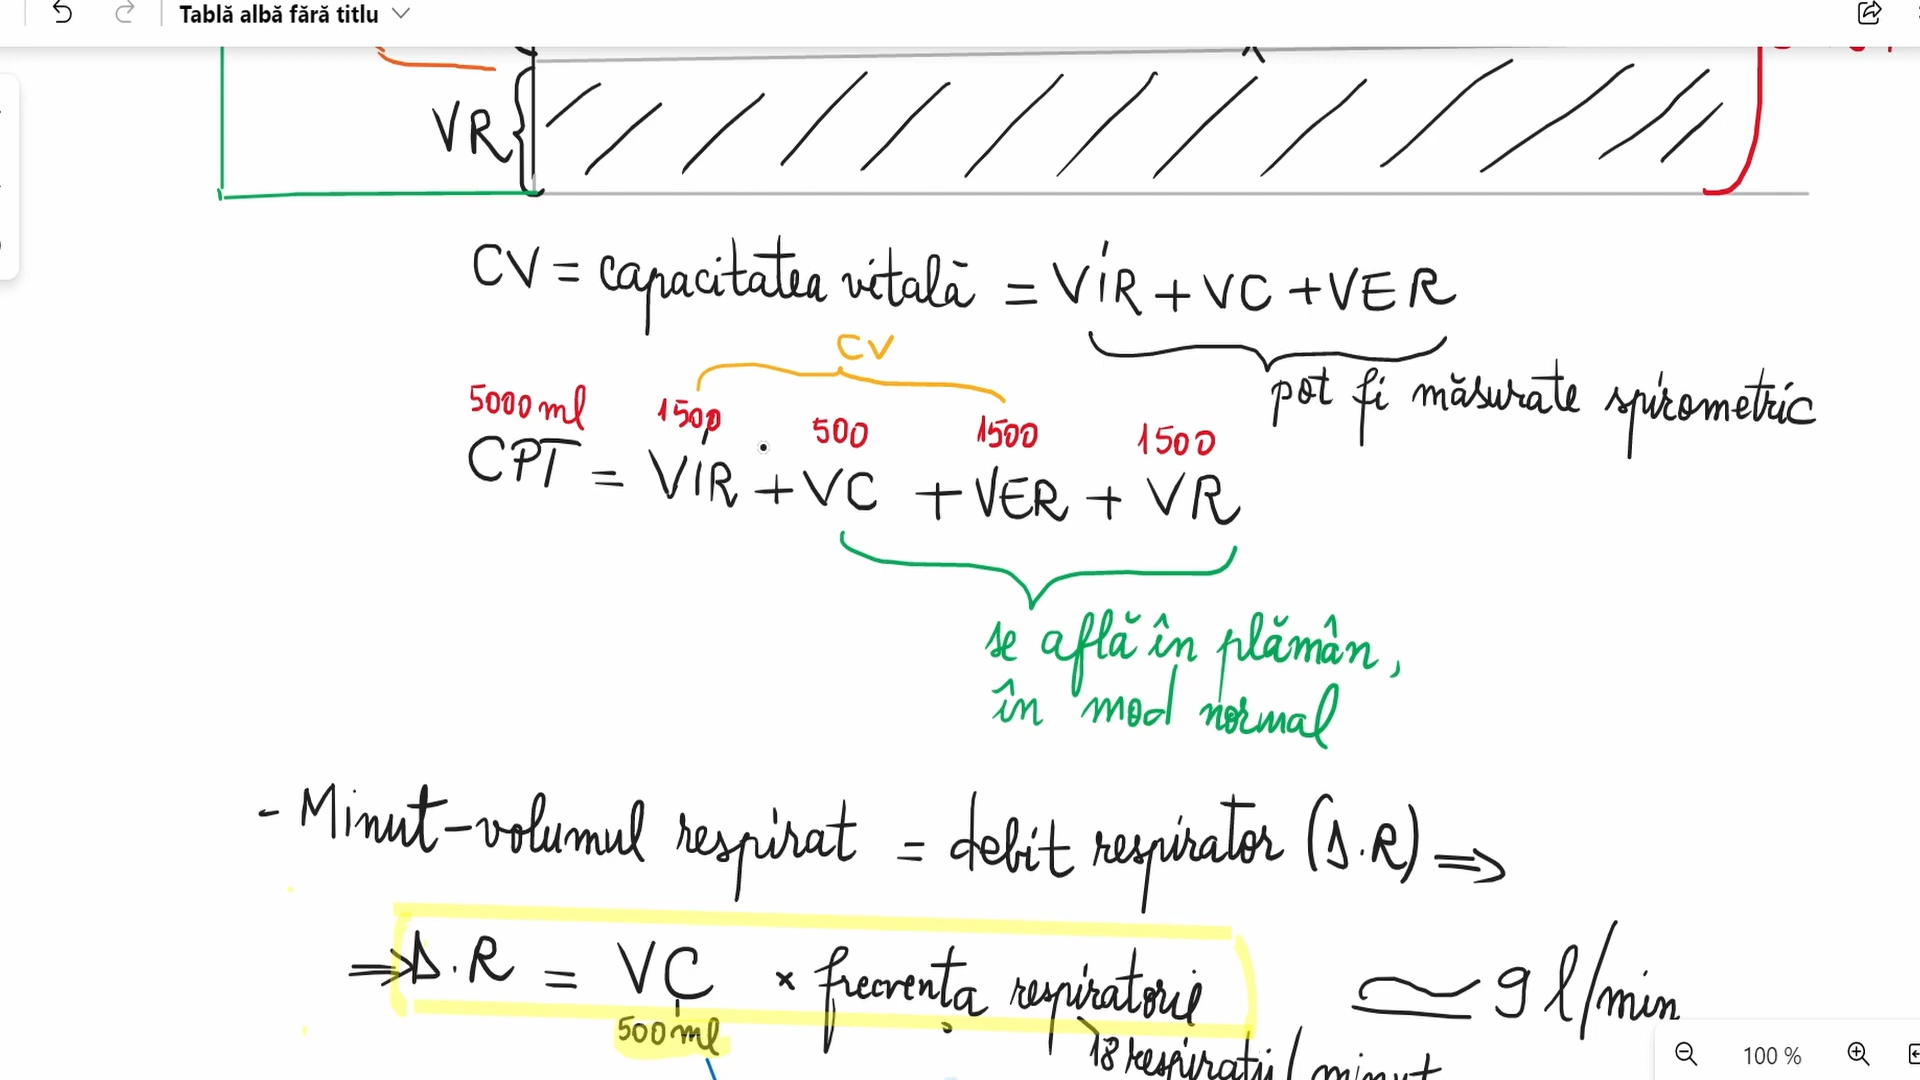 Tablă albă fără titlu
VR
CV = capacitatea vitală = VIR + VC + VER
CV
pot fi măsurate spirometric
5000 ml 1500 500 1500 1500
CPT = VIR + VC + VER + VR
se află în plămân,
în mod normal
- Minut-volumul respirat = debit respirator (D.R) ⇒
⇒ D.R = VC × frecvența respiratorie ≃ 9 l/min
500 ml
18 respirații/minut
100 %